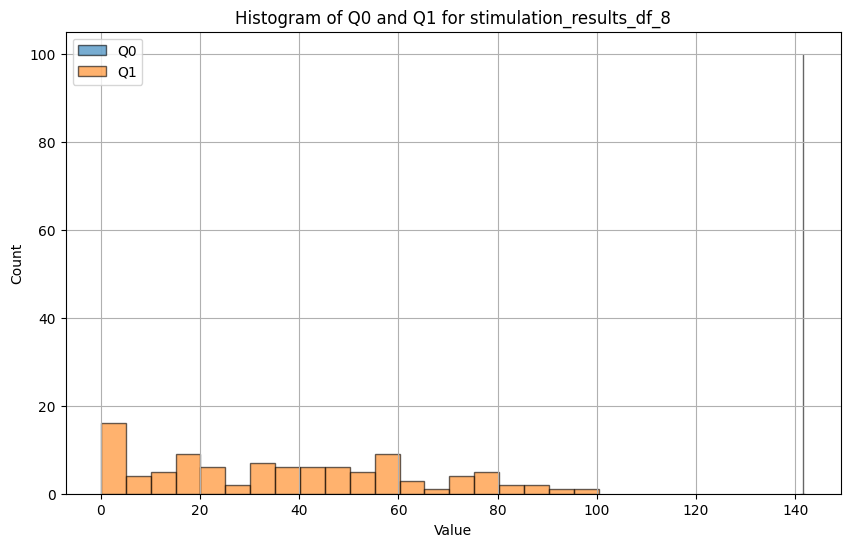 Histogram of Q0 and Q1 for stimulation_results_df_8
Q0
Q1
100
80
60
40
20
0
Count
0 20 40 60 80 100 120 140
Value